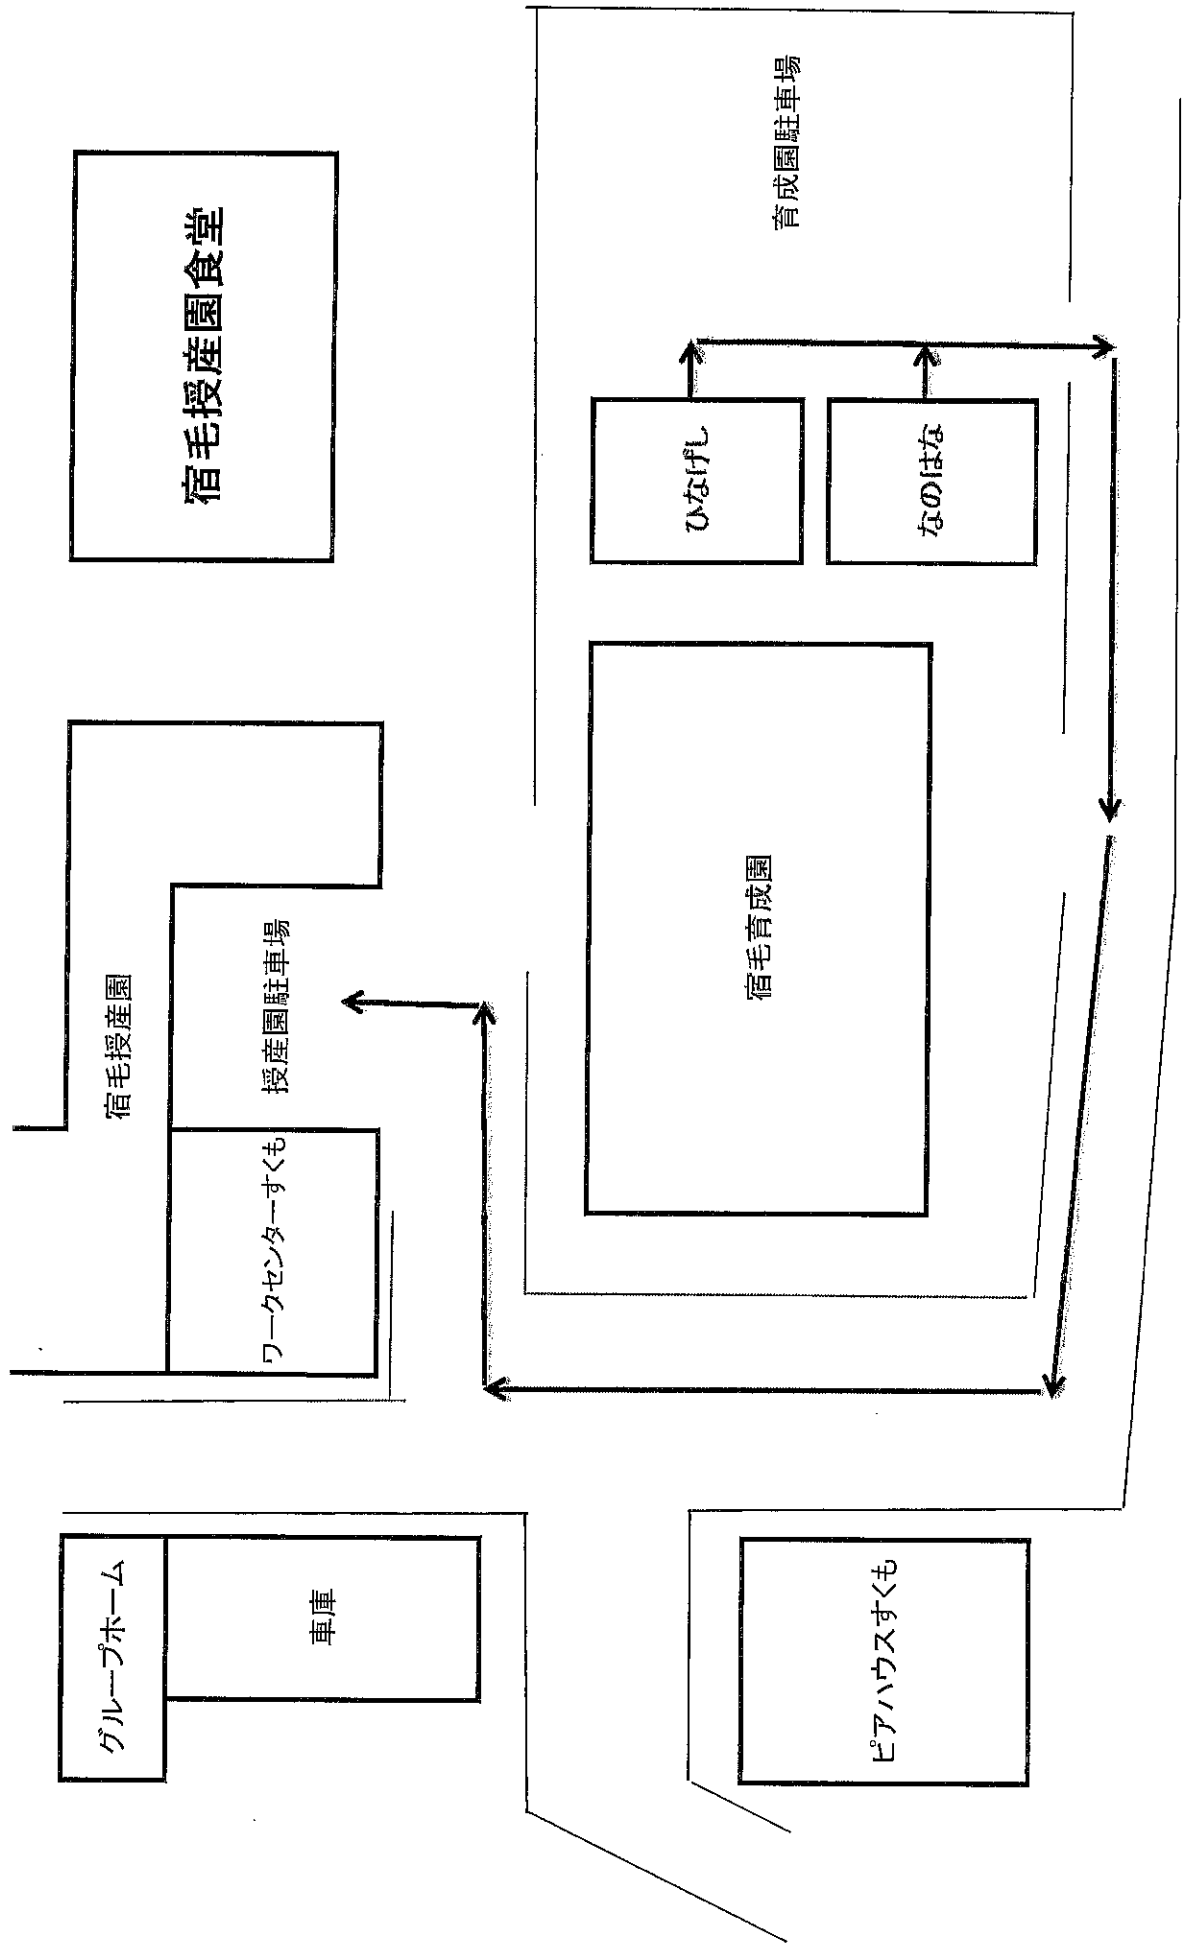 グループホーム
宿毛授産園
宿毛授産園食堂
車庫
ワークセンターすくも
授産園駐車場
ピアハウスすくも
宿毛育成園
ひなげし
なのはな
育成園駐車場